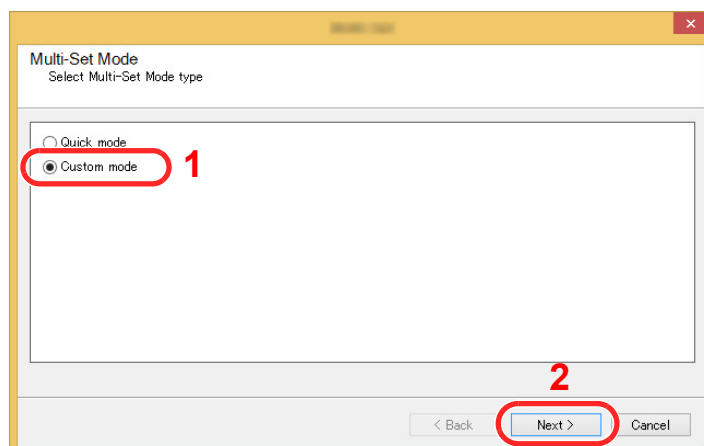 Multi-Set Mode
Select Multi-Set Mode type
Quick mode
Custom mode
1
2
< Back
Next >
Cancel